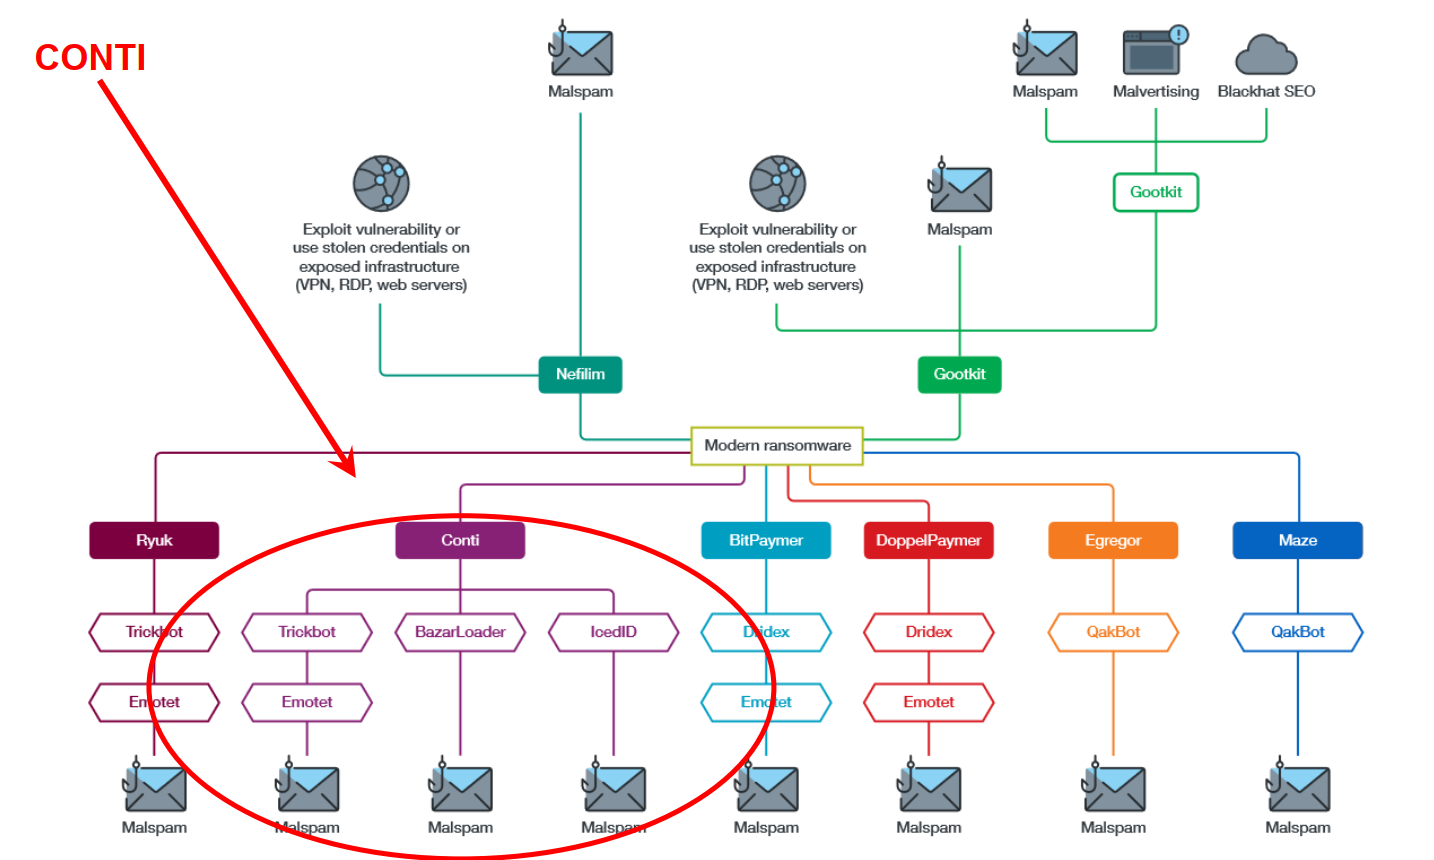 CONTI
Malspam
Malspam
Malvertising
Blackhat SEO
Gootkit
Exploit vulnerability or
use stolen credentials on
exposed infrastructure
(VPN, RDP, web servers)
Exploit vulnerability or
use stolen credentials on
exposed infrastructure
(VPN, RDP, web servers)
Malspam
Nefilim
Gootkit
Modern ransomware
Ryuk
Conti
BitPaymer
DoppelPaymer
Egregor
Maze
Trickbot
Trickbot
BazarLoader
IcedID
Dridex
Dridex
QakBot
QakBot
Emotet
Emotet
Emotet
Emotet
Malspam
Malspam
Malspam
Malspam
Malspam
Malspam
Malspam
Malspam